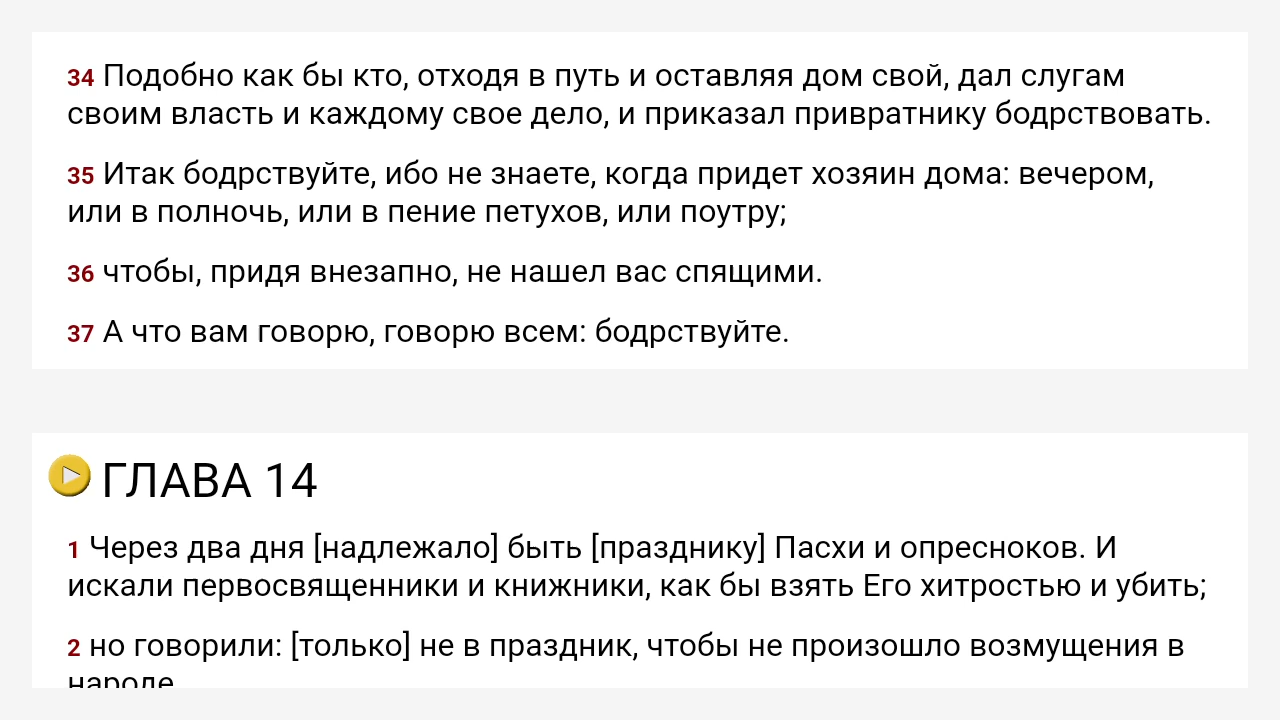 34 Подобно как бы кто, отходя в путь и оставляя дом свой, дал слугам
своим власть и каждому свое дело, и приказал привратнику бодрствовать.
35 Итак бодрствуйте, ибо не знаете, когда придет хозяин дома: вечером,
или в полночь, или в пение петухов, или поутру;
36 чтобы, придя внезапно, не нашел вас спящими.
37 А что вам говорю, говорю всем: бодрствуйте.
ГЛАВА 14
1 Через два дня [надлежало] быть [празднику] Пасхи и опресноков. И
искали первосвященники и книжники, как бы взять Его хитростью и убить;
2 но говорили: [только] не в праздник, чтобы не произошло возмущения в
народе